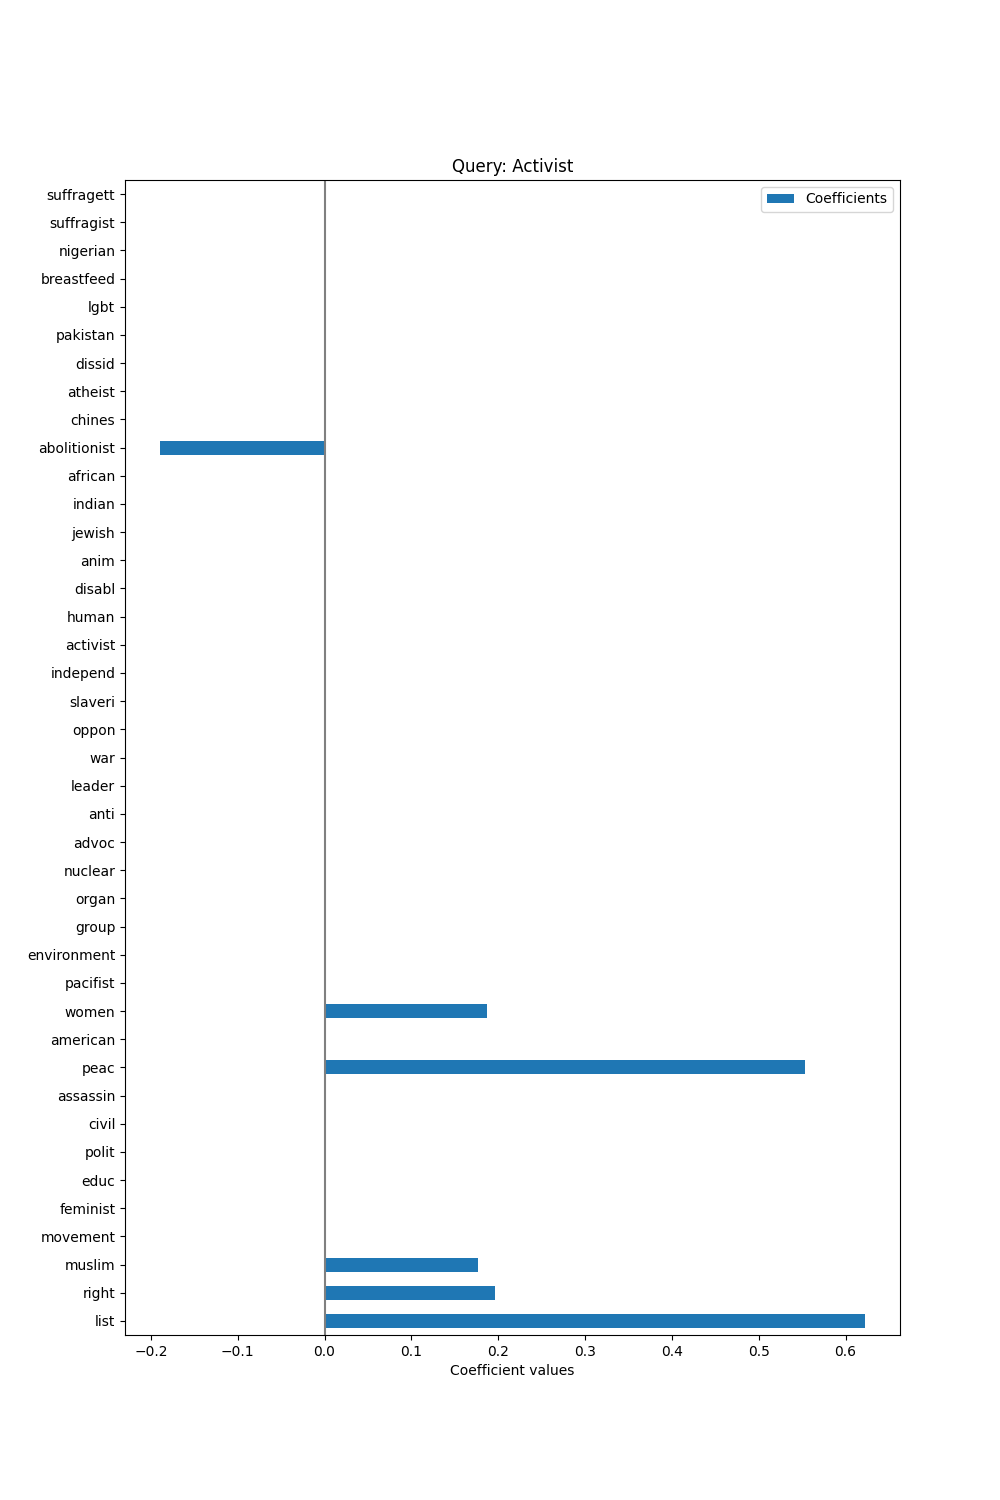 Query: Activist
Coefficients
suffragett
suffragist
nigerian
breastfeed
lgbt
pakistan
dissid
atheist
chines
abolitionist
african
indian
jewish
anim
disabl
human
activist
independ
slaveri
oppon
war
leader
anti
advoc
nuclear
organ
group
environment
pacifist
women
american
peac
assassin
civil
polit
educ
feminist
movement
muslim
right
list
−0.2 −0.1 0.0 0.1 0.2 0.3 0.4 0.5 0.6
Coefficient values